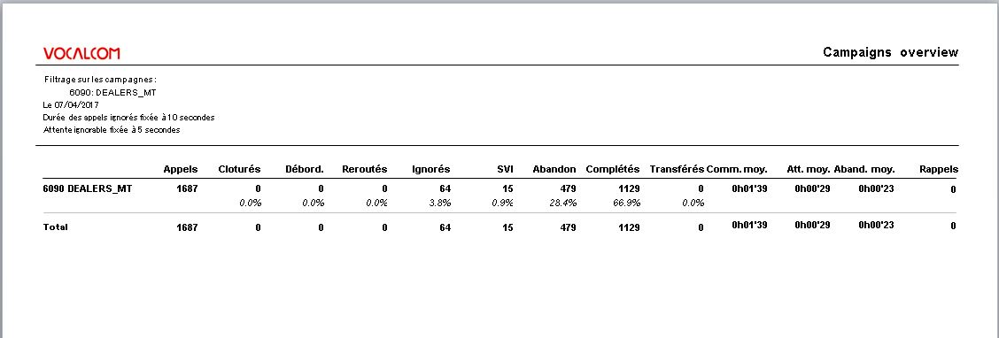 VOCALCOM
Campaigns overview
Filtrage sur les campagnes :
6090: DEALERS_MT
Le 07/04/2017
Durée des appels ignorés fixée à 10 secondes
Attente ignorable fixée à 5 secondes
Appels Cloturés Débord. Reroutés Ignorés SVI Abandon Complétés Transférés Comm. moy. Att. moy. Aband. moy. Rappels
6090 DEALERS_MT 1687 0 0 0 64 15 479 1129 0 0h01'39 0h00'29 0h00'23 0
0.0% 0.0% 0.0% 3.8% 0.9% 28.4% 66.9% 0.0%
Total 1687 0 0 0 64 15 479 1129 0 0h01'39 0h00'29 0h00'23 0